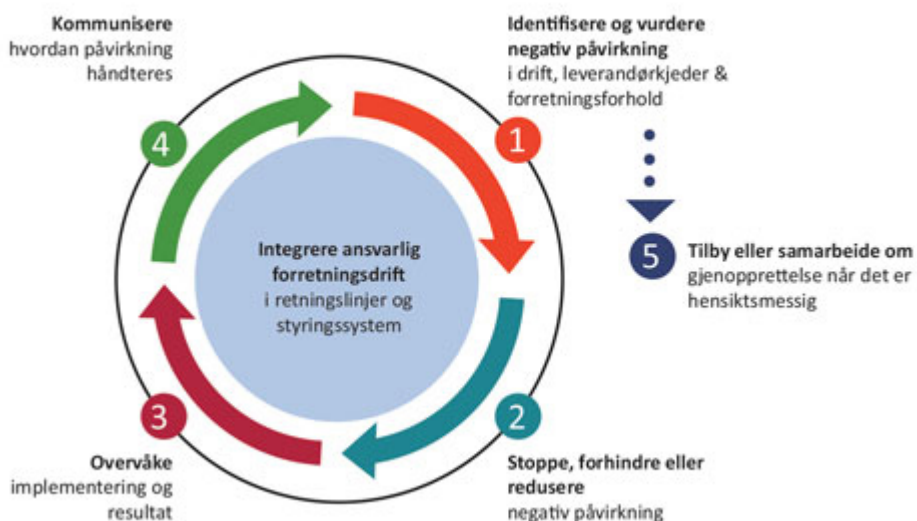 Kommunisere
hvordan påvirkning
håndteres
4
Identifisere og vurdere
negativ påvirkning
i drift, leverandørkjeder &
forretningsforhold
1
Integrere ansvarlig
forretningsdrift
i retningslinjer og
styringssystem
5
Tilby eller samarbeide om
gjenopprettelse når det er
hensiktsmessig
3
Overvåke
implementering og
resultat
2
Stoppe, forhindre eller
redusere
negativ påvirkning